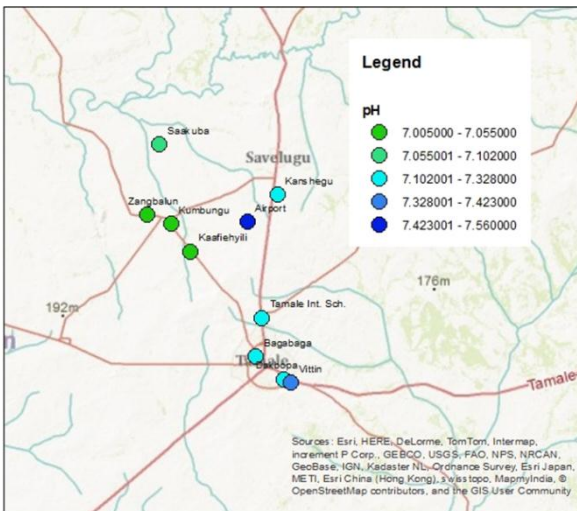 Legend
pH
7.005000 - 7.055000
7.055001 - 7.102000
7.102001 - 7.328000
7.328001 - 7.423000
7.423001 - 7.560000
Saakuba
Savelugu
Kanshegu
Zangbalun
Kumbungu
Airport
Kaafiehyili
176m
192m
Tamale Int. Sch.
Bagabaga
Tamale
Dakpopa
Vittin
Tamale
Sources: Esri, HERE, DeLorme, TomTom, Intermap,
increment P Corp., GEBCO, USGS, FAO, NPS, NRCAN,
GeoBase, IGN, Kadaster NL, Ordnance Survey, Esri Japan,
METI, Esri China (Hong Kong), swisstopo, MapmyIndia, ©
OpenStreetMap contributors, and the GIS User Community